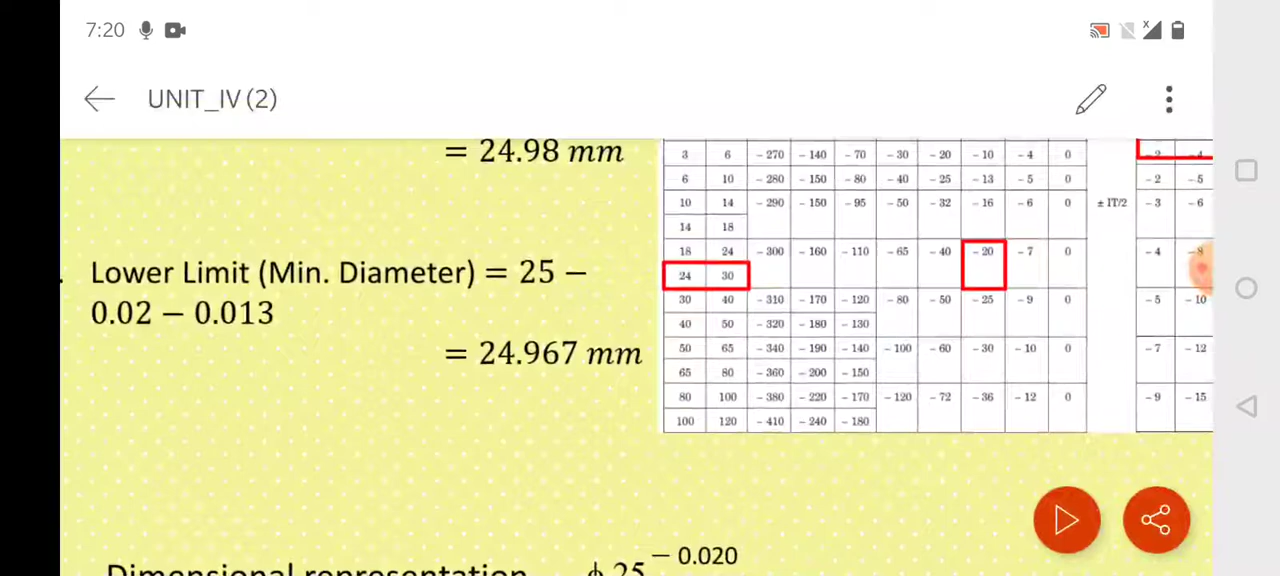 7:20
UNIT_IV (2)
= 24.98 mm
Lower Limit (Min. Diameter) = 25 −
0.02 − 0.013
= 24.967 mm
3 6 −270 −140 −70 −30 −20 −10 −4 0 −2 −4
6 10 −280 −150 −80 −40 −25 −13 −5 0 −2 −5
10 14 −290 −150 −95 −50 −32 −16 −6 0 ± IT/2 −3 −6
14 18
18 24 −300 −160 −110 −65 −40 −20 −7 0 −4 −8
24 30
30 40 −310 −170 −120 −80 −50 −25 −9 0 −5 −10
40 50 −320 −180 −130
50 65 −340 −190 −140 −100 −60 −30 −10 0 −7 −12
65 80 −360 −200 −150
80 100 −380 −220 −170 −120 −72 −36 −12 0 −9 −15
100 120 −410 −240 −180
Dimensional representation ϕ 25 − 0.020